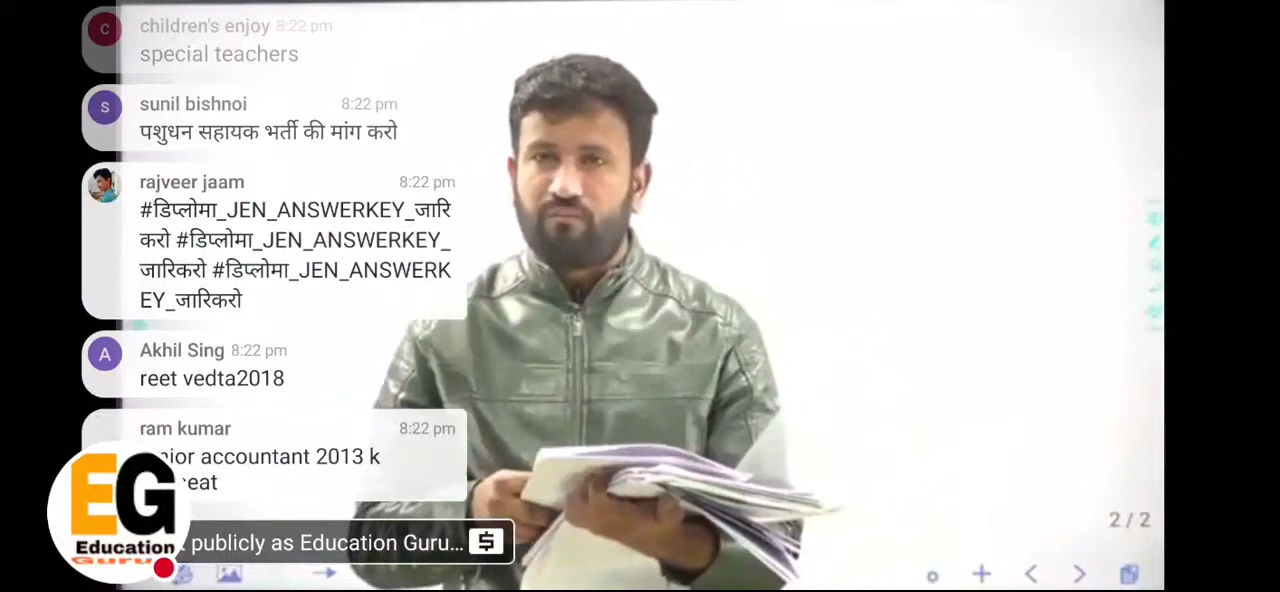 children's enjoy 8:22 pm
special teachers
sunil bishnoi 8:22 pm
पशुधन सहायक भर्ती की मांग करो
rajveer jaam 8:22 pm
#डिप्लोमा_JEN_ANSWERKEY_जारि
करो #डिप्लोमा_JEN_ANSWERKEY_
जारिकरो #डिप्लोमा_JEN_ANSWERK
EY_जारिकरो
Akhil Sing 8:22 pm
reet vedta2018
ram kumar 8:22 pm
accountant 2013 k
EG
Education
Guru
publicly as Education Guru...
2/2